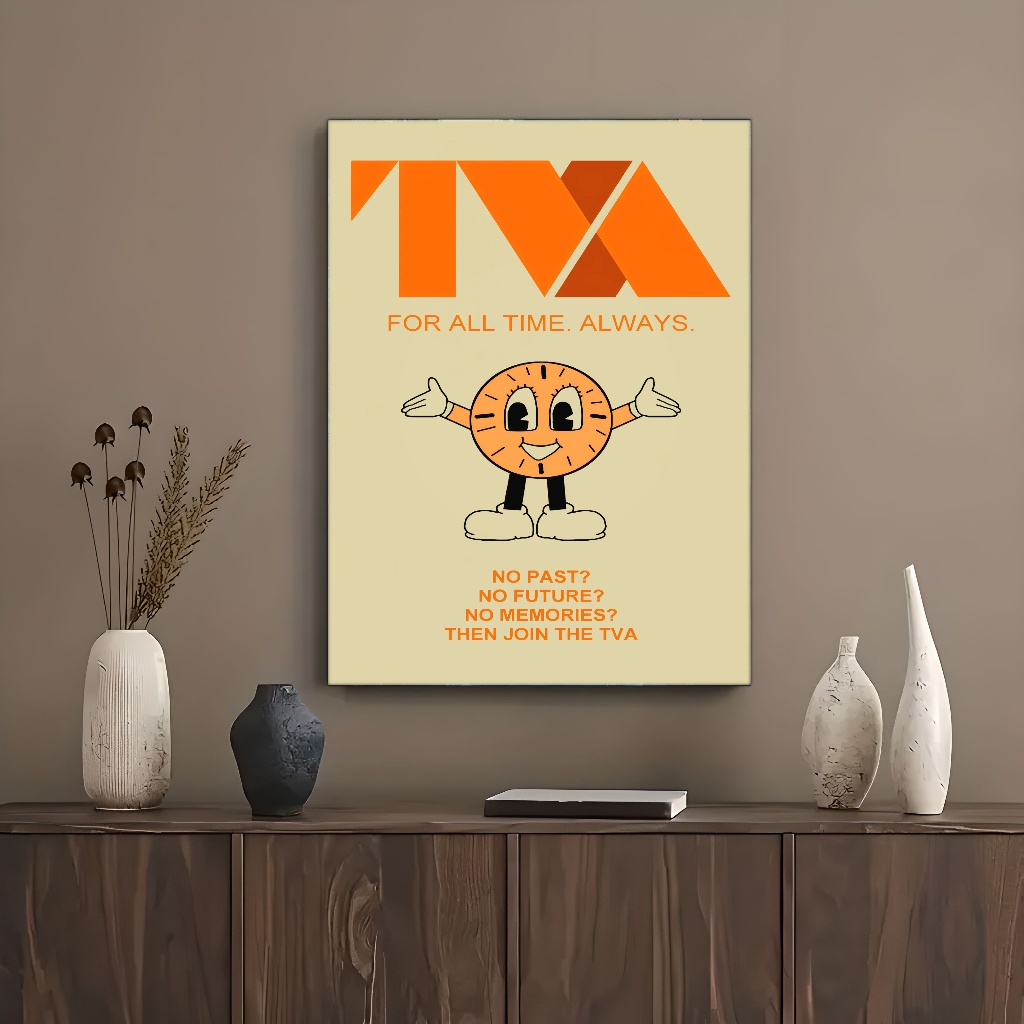 TVA
FOR ALL TIME. ALWAYS.
NO PAST?
NO FUTURE?
NO MEMORIES?
THEN JOIN THE TVA